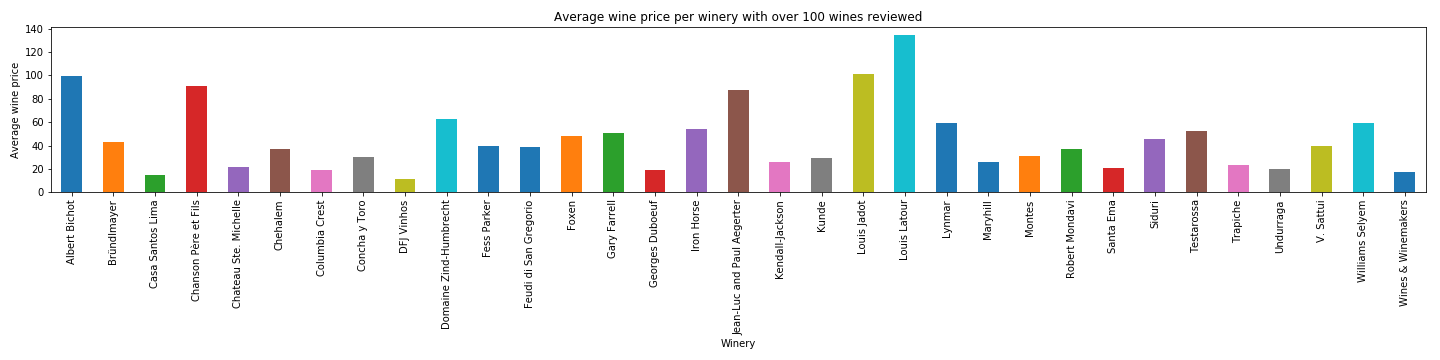 Average wine price per winery with over 100 wines reviewed
Average wine price
140
120
100
80
60
40
20
0
Albert Bichot
Bründlmayer
Casa Santos Lima
Chanson Père et Fils
Chateau Ste. Michelle
Chehalem
Columbia Crest
Concha y Toro
DFJ Vinhos
Domaine Zind-Humbrecht
Fess Parker
Feudi di San Gregorio
Foxen
Gary Farrell
Georges Duboeuf
Iron Horse
Jean-Luc and Paul Aegerter
Kendall-Jackson
Kunde
Louis Jadot
Louis Latour
Lynmar
Maryhill
Montes
Robert Mondavi
Santa Ema
Siduri
Testarossa
Trapiche
Undurraga
V. Sattui
Williams Selyem
Wines & Winemakers
Winery